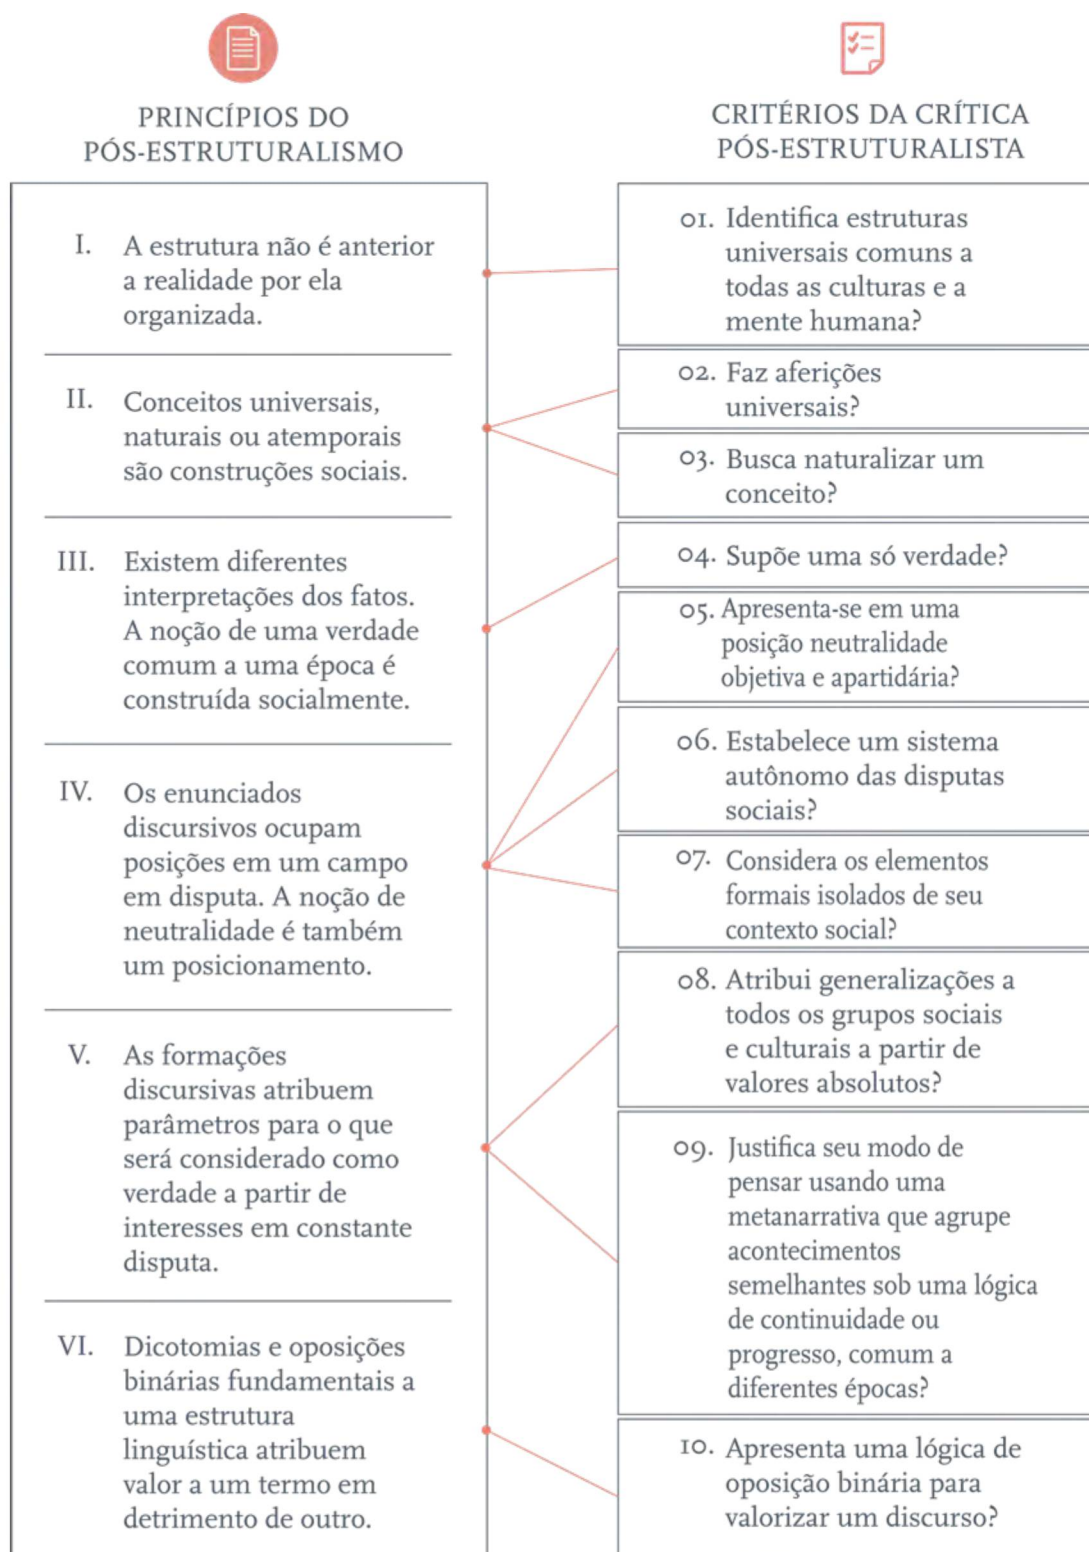 PRINCÍPIOS DO
PÓS-ESTRUTURALISMO
I. A estrutura não é anterior
a realidade por ela
organizada.
II. Conceitos universais,
naturais ou atemporais
são construções sociais.
III. Existem diferentes
interpretações dos fatos.
A noção de uma verdade
comum a uma época é
construída socialmente.
IV. Os enunciados
discursivos ocupam
posições em um campo
em disputa. A noção de
neutralidade é também
um posicionamento.
V. As formações
discursivas atribuem
parâmetros para o que
será considerado como
verdade a partir de
interesses em constante
disputa.
VI. Dicotomias e oposições
binárias fundamentais a
uma estrutura
linguística atribuem
valor a um termo em
detrimento de outro.
CRITÉRIOS DA CRÍTICA
PÓS-ESTRUTURALISTA
01. Identifica estruturas
universais comuns a
todas as culturas e a
mente humana?
02. Faz aferições
universais?
03. Busca naturalizar um
conceito?
04. Supõe uma só verdade?
05. Apresenta-se em uma
posição neutralidade
objetiva e apartidária?
06. Estabelece um sistema
autônomo das disputas
sociais?
07. Considera os elementos
formais isolados de seu
contexto social?
08. Atribui generalizações a
todos os grupos sociais
e culturais a partir de
valores absolutos?
09. Justifica seu modo de
pensar usando uma
metanarrativa que agrupe
acontecimentos
semelhantes sob uma lógica
de continuidade ou
progresso, comum a
diferentes épocas?
10. Apresenta uma lógica de
oposição binária para
valorizar um discurso?